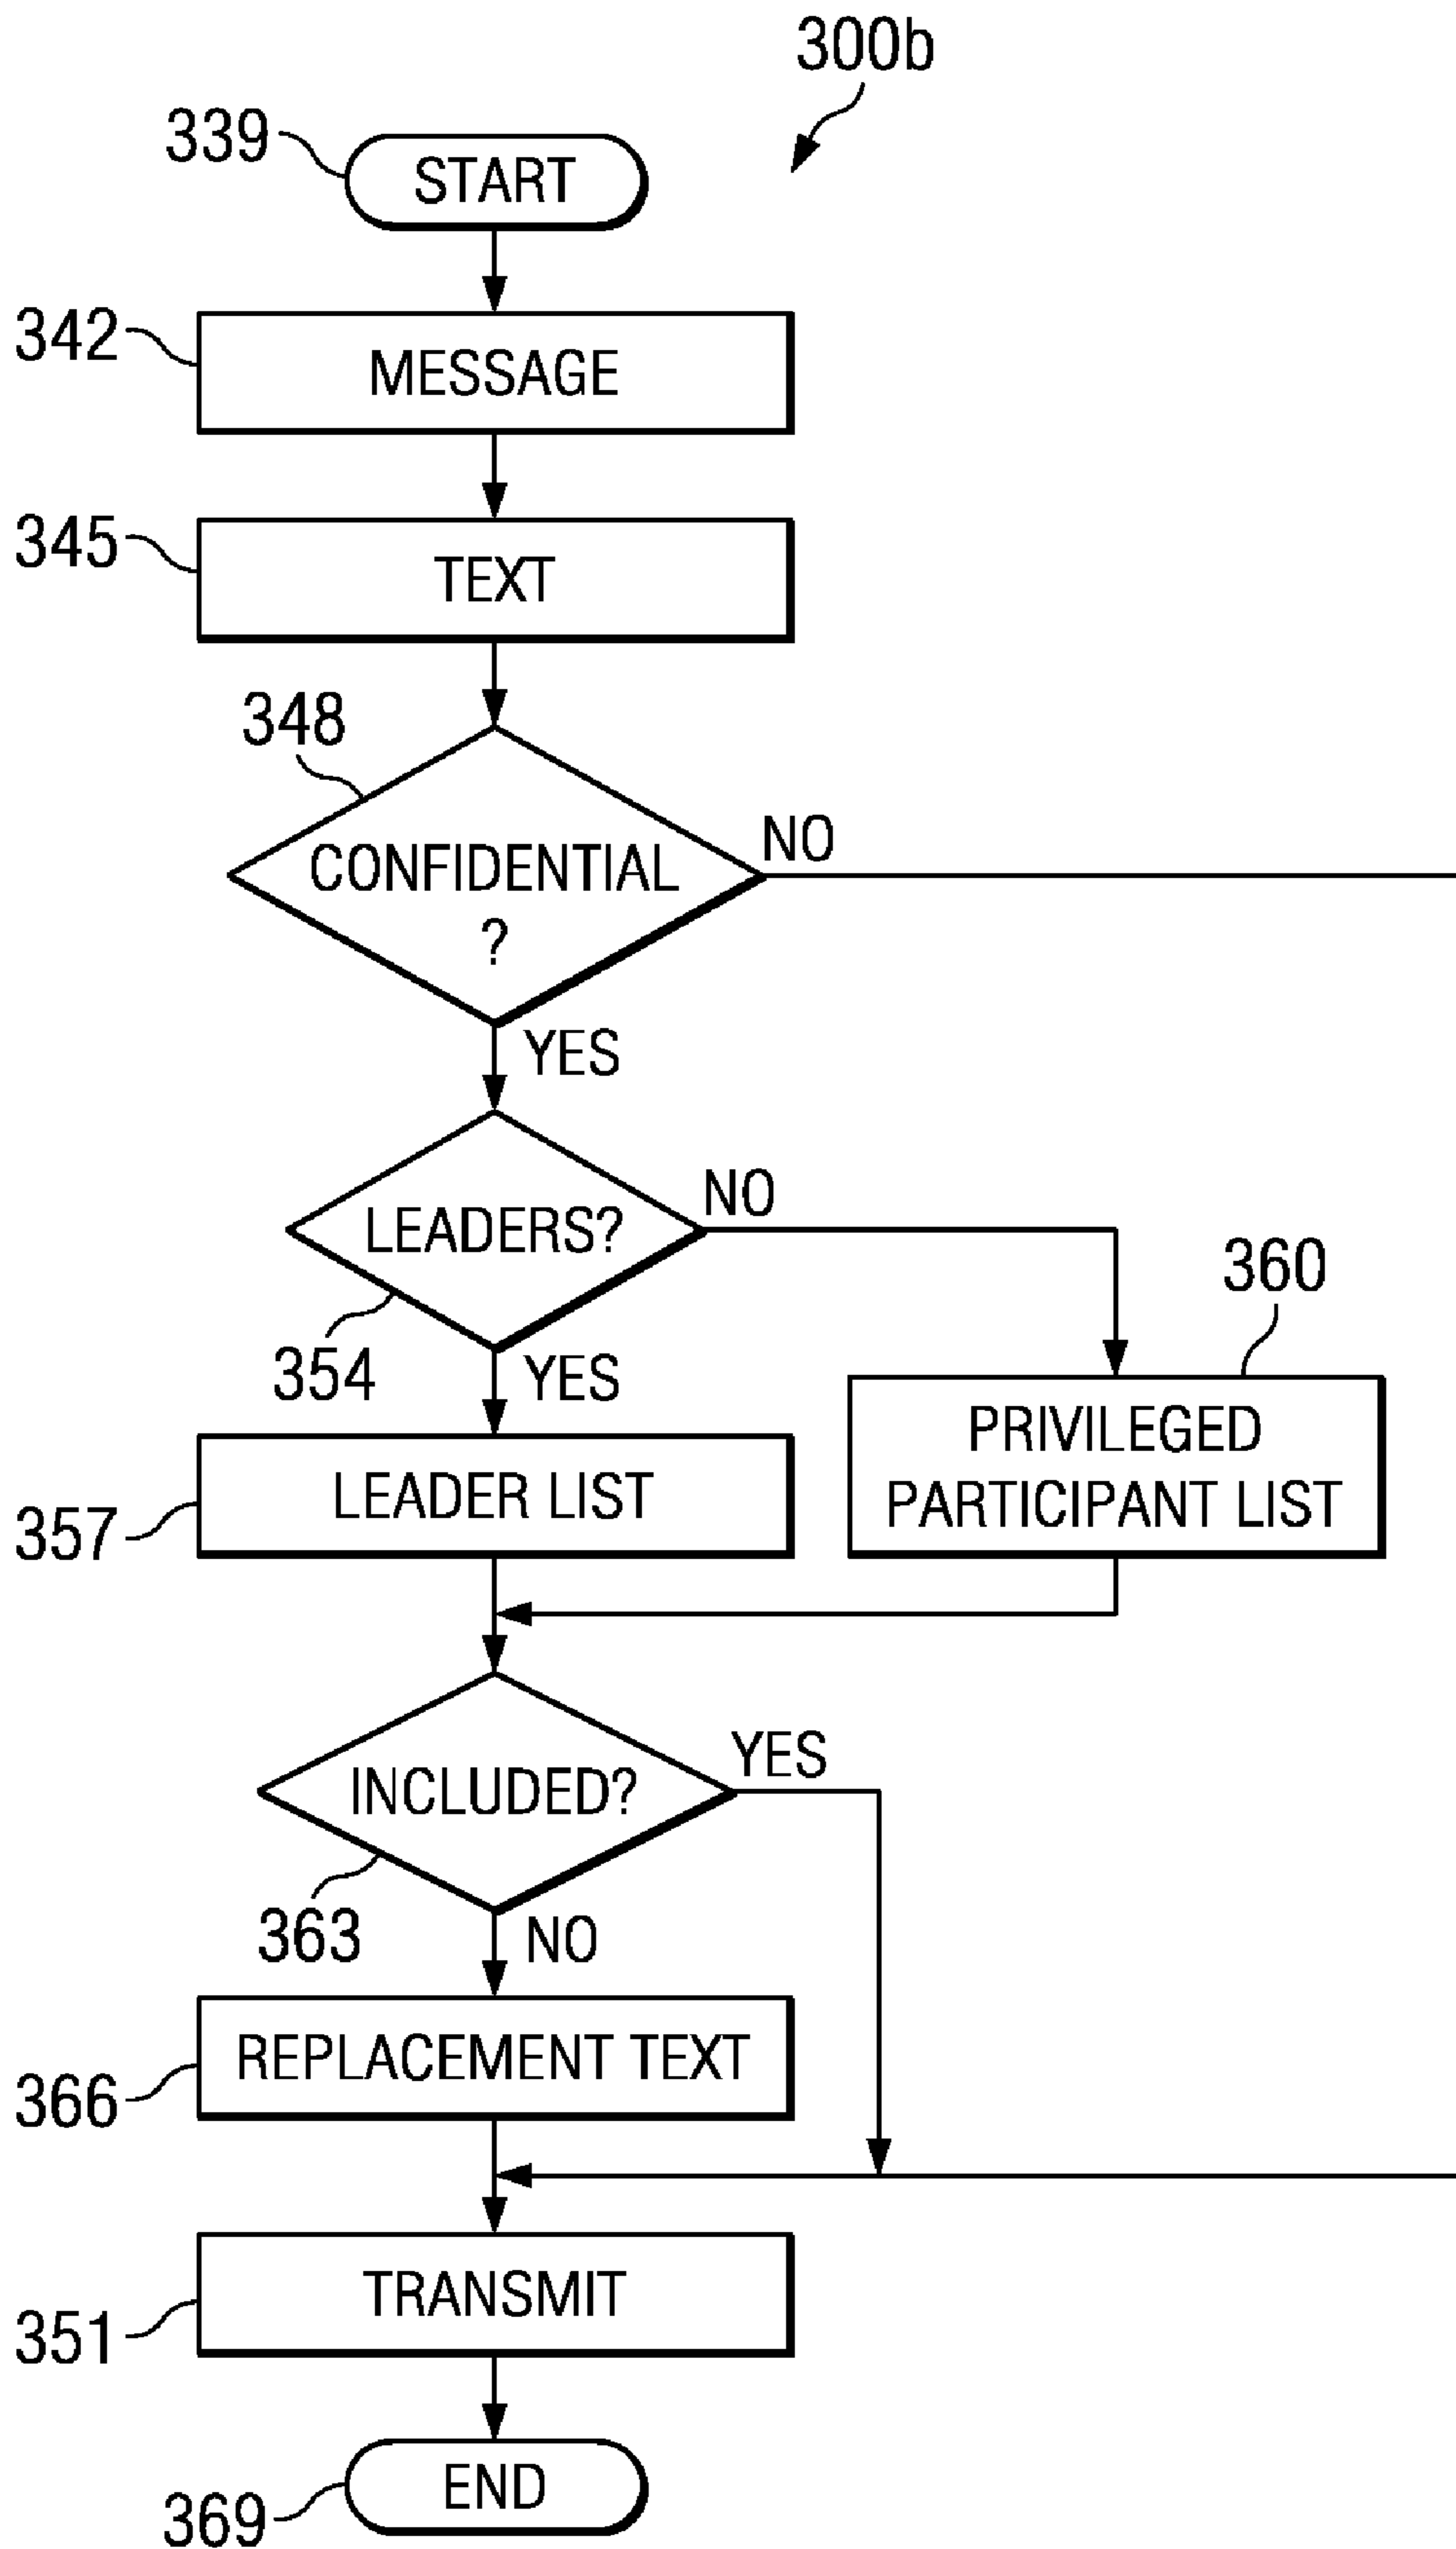 300b
339
START
342
MESSAGE
345
TEXT
348
CONFIDENTIAL
?
NO
YES
LEADERS?
NO
354
YES
360
PRIVILEGED
PARTICIPANT LIST
LEADER LIST
357
INCLUDED?
YES
363
NO
REPLACEMENT TEXT
366
TRANSMIT
351
END
369